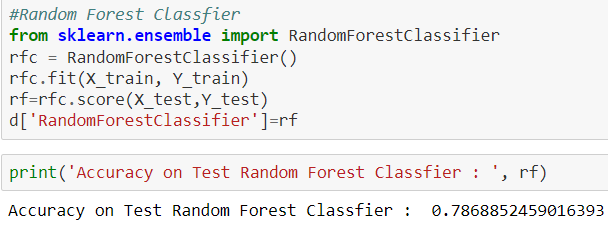 #Random Forest Classfier
from sklearn.ensemble import RandomForestClassifier
rfc = RandomForestClassifier()
rfc.fit(X_train, Y_train)
rf=rfc.score(X_test,Y_test)
d['RandomForestClassifier']=rf
print('Accuracy on Test Random Forest Classfier : ', rf)
Accuracy on Test Random Forest Classfier :  0.7868852459016393